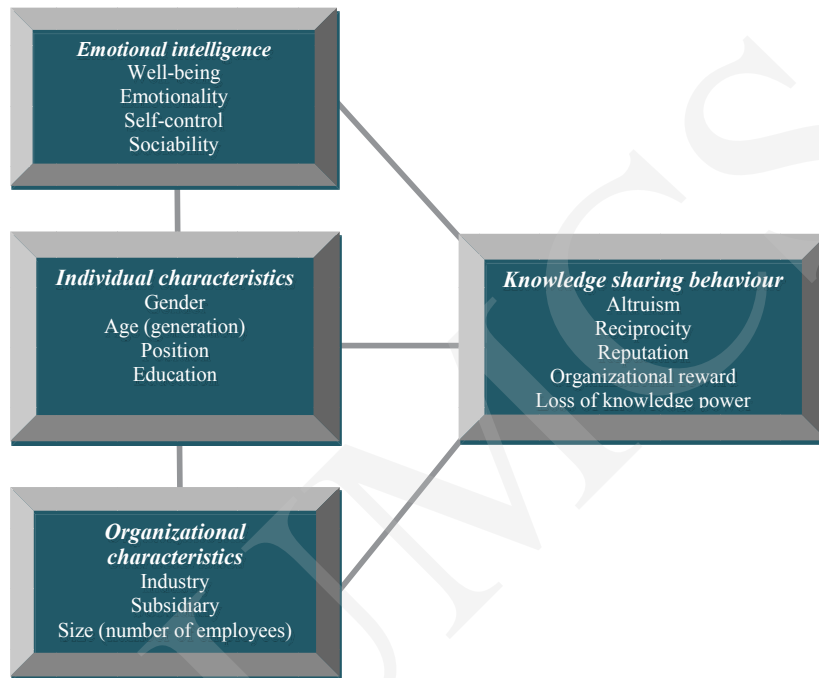 Emotional intelligence
Well-being
Emotionality
Self-control
Sociability
Individual characteristics
Gender
Age (generation)
Position
Education
Organizational
characteristics
Industry
Subsidiary
Size (number of employees)
Knowledge sharing behaviour
Altruism
Reciprocity
Reputation
Organizational reward
Loss of knowledge power
UMCS